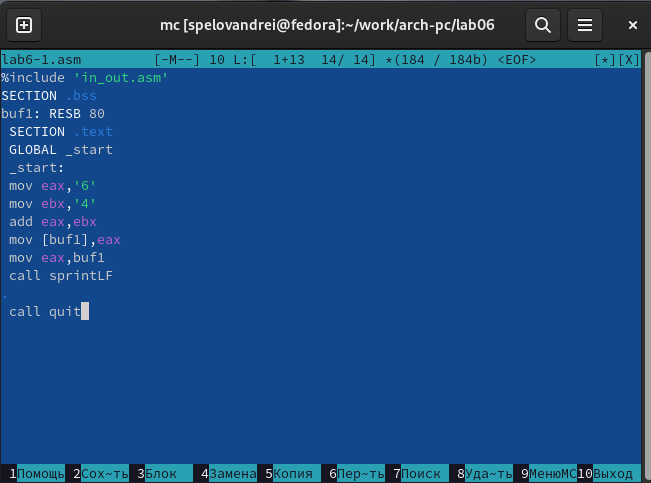 mc [spelovandrei@fedora]:~/work/arch-pc/lab06
lab6-1.asm [-M--] 10 L:[ 1+13 14/ 14] *(184 / 184b) <EOF> [*][X]
%include 'in_out.asm'
SECTION .bss
buf1: RESB 80
SECTION .text
GLOBAL _start
_start:
mov eax,'6'
mov ebx,'4'
add eax,ebx
mov [buf1],eax
mov eax,buf1
call sprintLF
.
call quit
1Помощь 2Сох~ть 3Блок 4Замена 5Копия 6Пер~ть 7Поиск 8Уда~ть 9МенюMC 10Выход